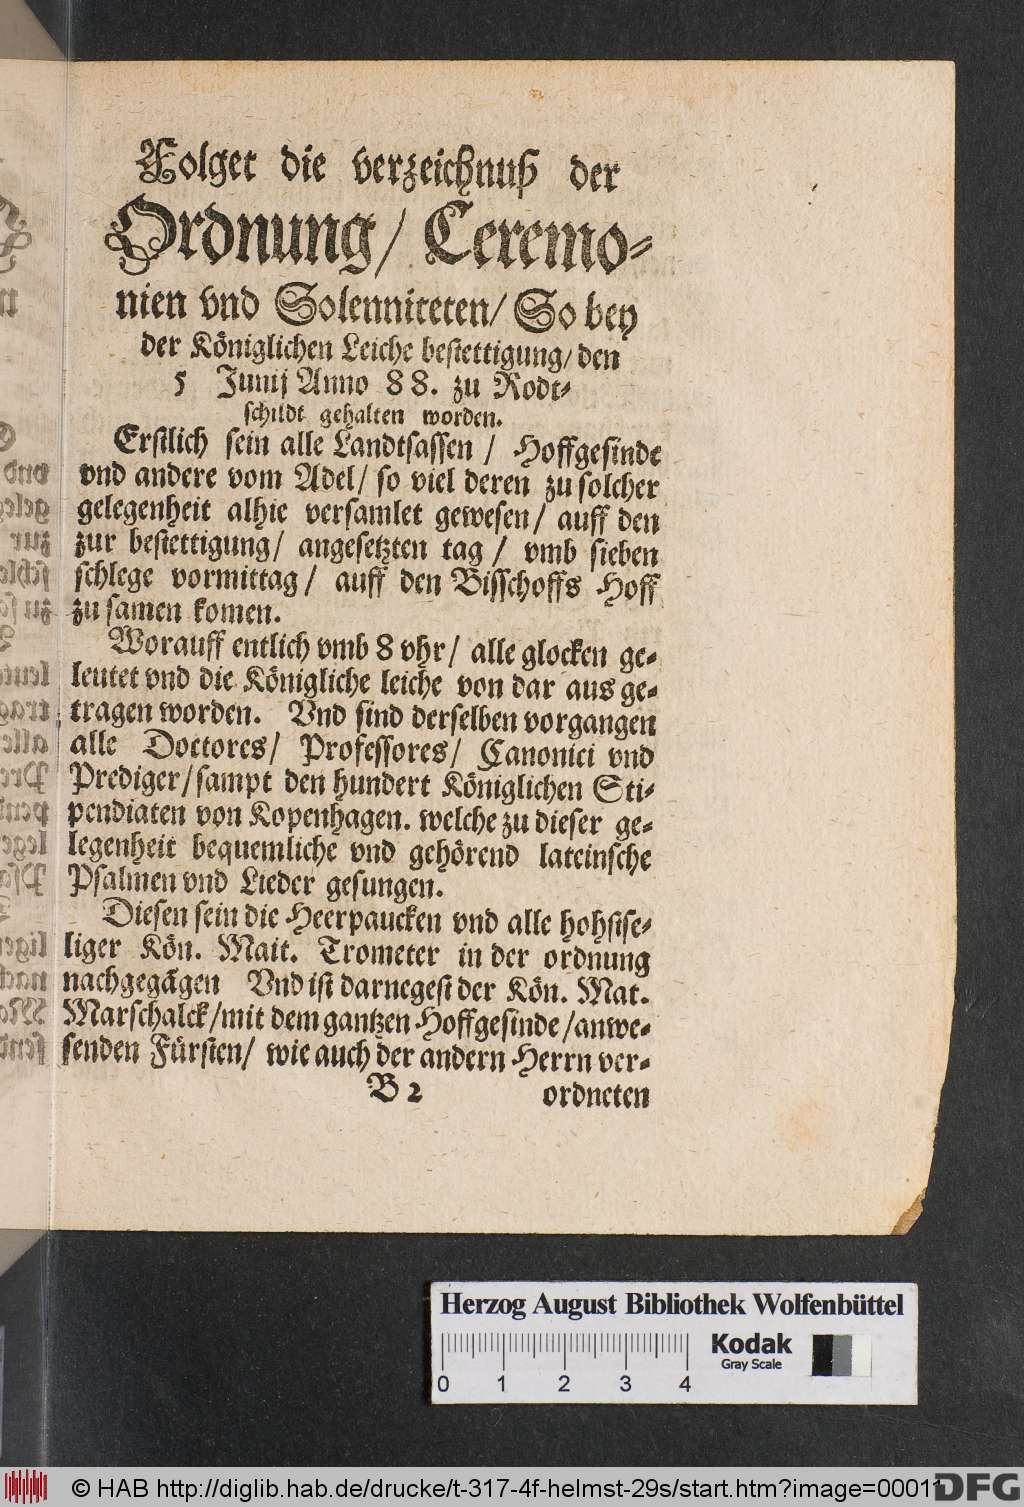 Folget die verzeichnuß der
Ordnung/ Ceremo-
nien vnd Solenniteten/ So bey
der Königlichen Leiche bestettigung/ den
5 Junij Anno 88. zu Rodt-
schildt gehalten worden.
Erstlich sein alle Landtsassen / Hoffgesinde
vnd andere vom Adel/ so viel deren zu solcher
gelegenheit alhie versamlet gewesen/ auff den
zur bestettigung/ angesetzten tag / vmb sieben
schlege vormittag/ auff den Bisschoffs Hoff
zu samen komen.
Worauff entlich vmb 8 vhr/ alle glocken ge-
leutet vnd die Königliche leiche von dar aus ge-
tragen worden. Vnd sind derselben vorgangen
alle Doctores/ Professores/ Canonici vnd
Prediger/ sampt den hundert Königlichen Sti-
pendiaten von Kopenhagen. welche zu dieser ge-
legenheit bequemliche vnd gehörend lateinsche
Psalmen vnd Lieder gesungen.
Diesen sein die Heerpaucken vnd alle hohstse-
liger Kön. Mait. Trometer in der ordnung
nachgegãgen Vnd ist darnegest der Kön. Mat.
Marschalck/ mit dem gantzen Hoffgesinde/ anwe-
senden Fürsten/ wie auch der andern Herrn ver-
B 2 ordneten
Herzog August Bibliothek Wolfenbüttel
Kodak
Gray Scale
0 1 2 3 4
© HAB http://diglib.hab.de/drucke/t-317-4f-helmst-29s/start.htm?image=00011
DFG